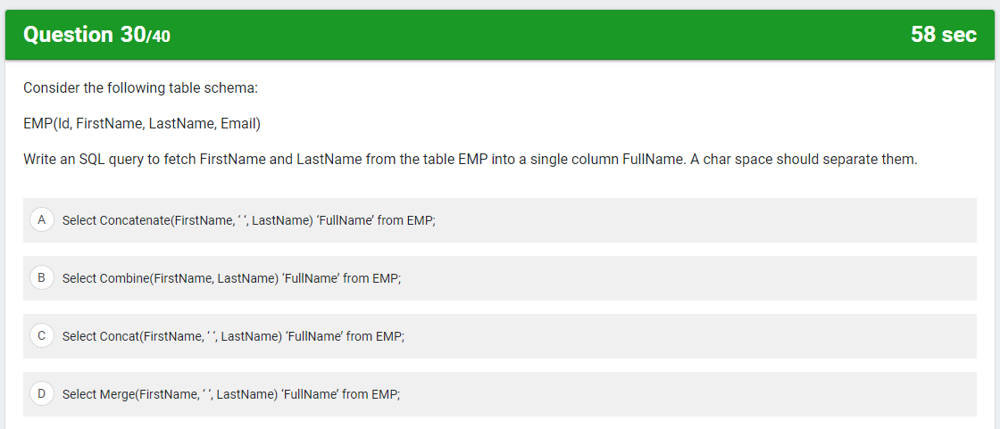 Question 30/40
58 sec
Consider the following table schema:
EMP(Id, FirstName, LastName, Email)
Write an SQL query to fetch FirstName and LastName from the table EMP into a single column FullName. A char space should separate them.
A Select Concatenate(FirstName, ‘ ‘, LastName) ‘FullName’ from EMP;
B Select Combine(FirstName, LastName) ‘FullName’ from EMP;
C Select Concat(FirstName, ‘ ‘, LastName) ‘FullName’ from EMP;
D Select Merge(FirstName, ‘ ‘, LastName) ‘FullName’ from EMP;